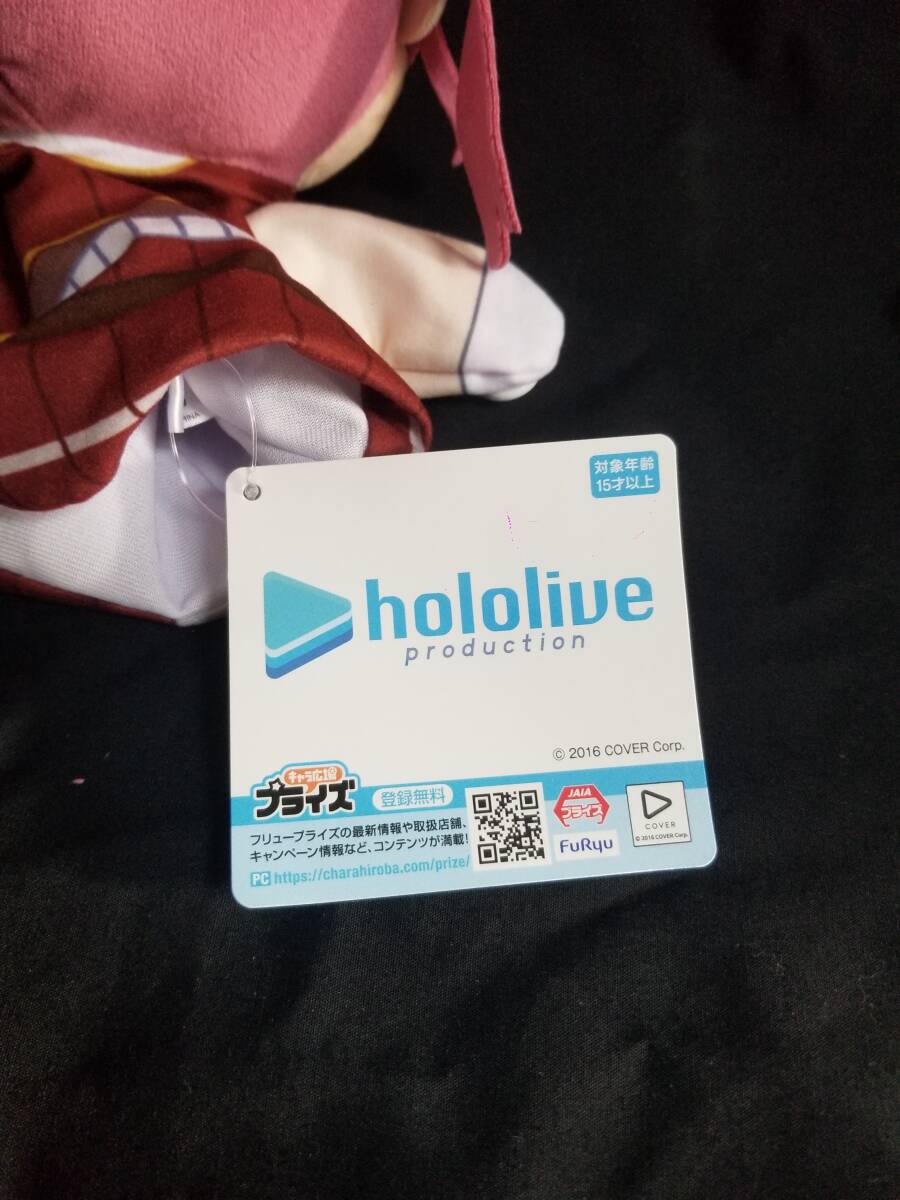 対象年齢
15才以上
hololive
production
© 2016 COVER Corp.
キャラ広場
プライズ
登録無料
フリュープライズの最新情報や取扱店舗、
キャンペーン情報など、コンテンツが満載!
PC https://charahiroba.com/prize/
JAIA
プライズ
FuRyu
COVER
© 2016 COVER Corp.